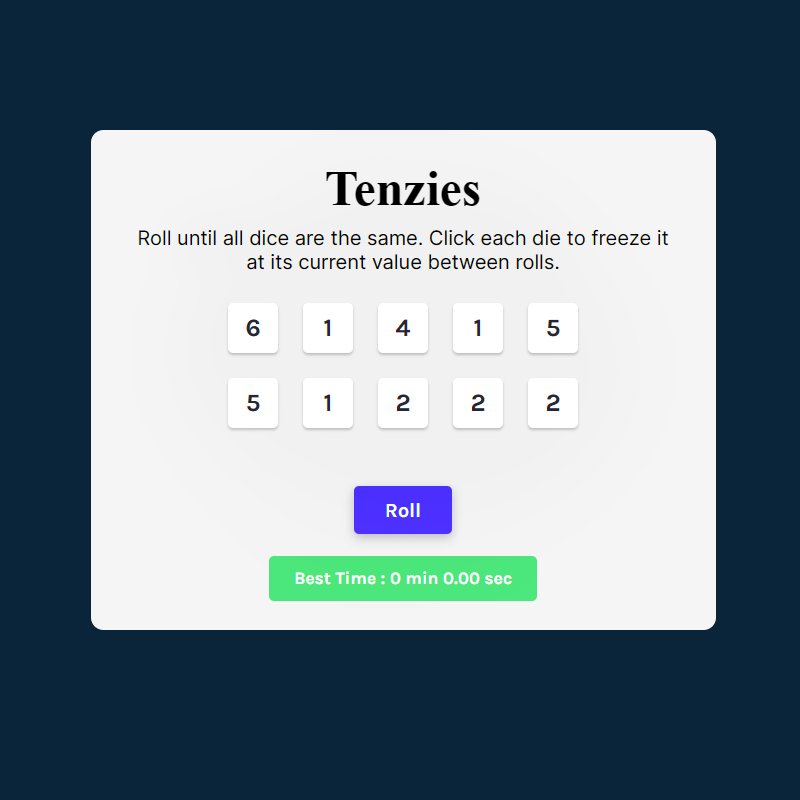 Tenzies
Roll until all dice are the same. Click each die to freeze it
at its current value between rolls.
6 1 4 1 5
5 1 2 2 2
Roll
Best Time : 0 min 0.00 sec